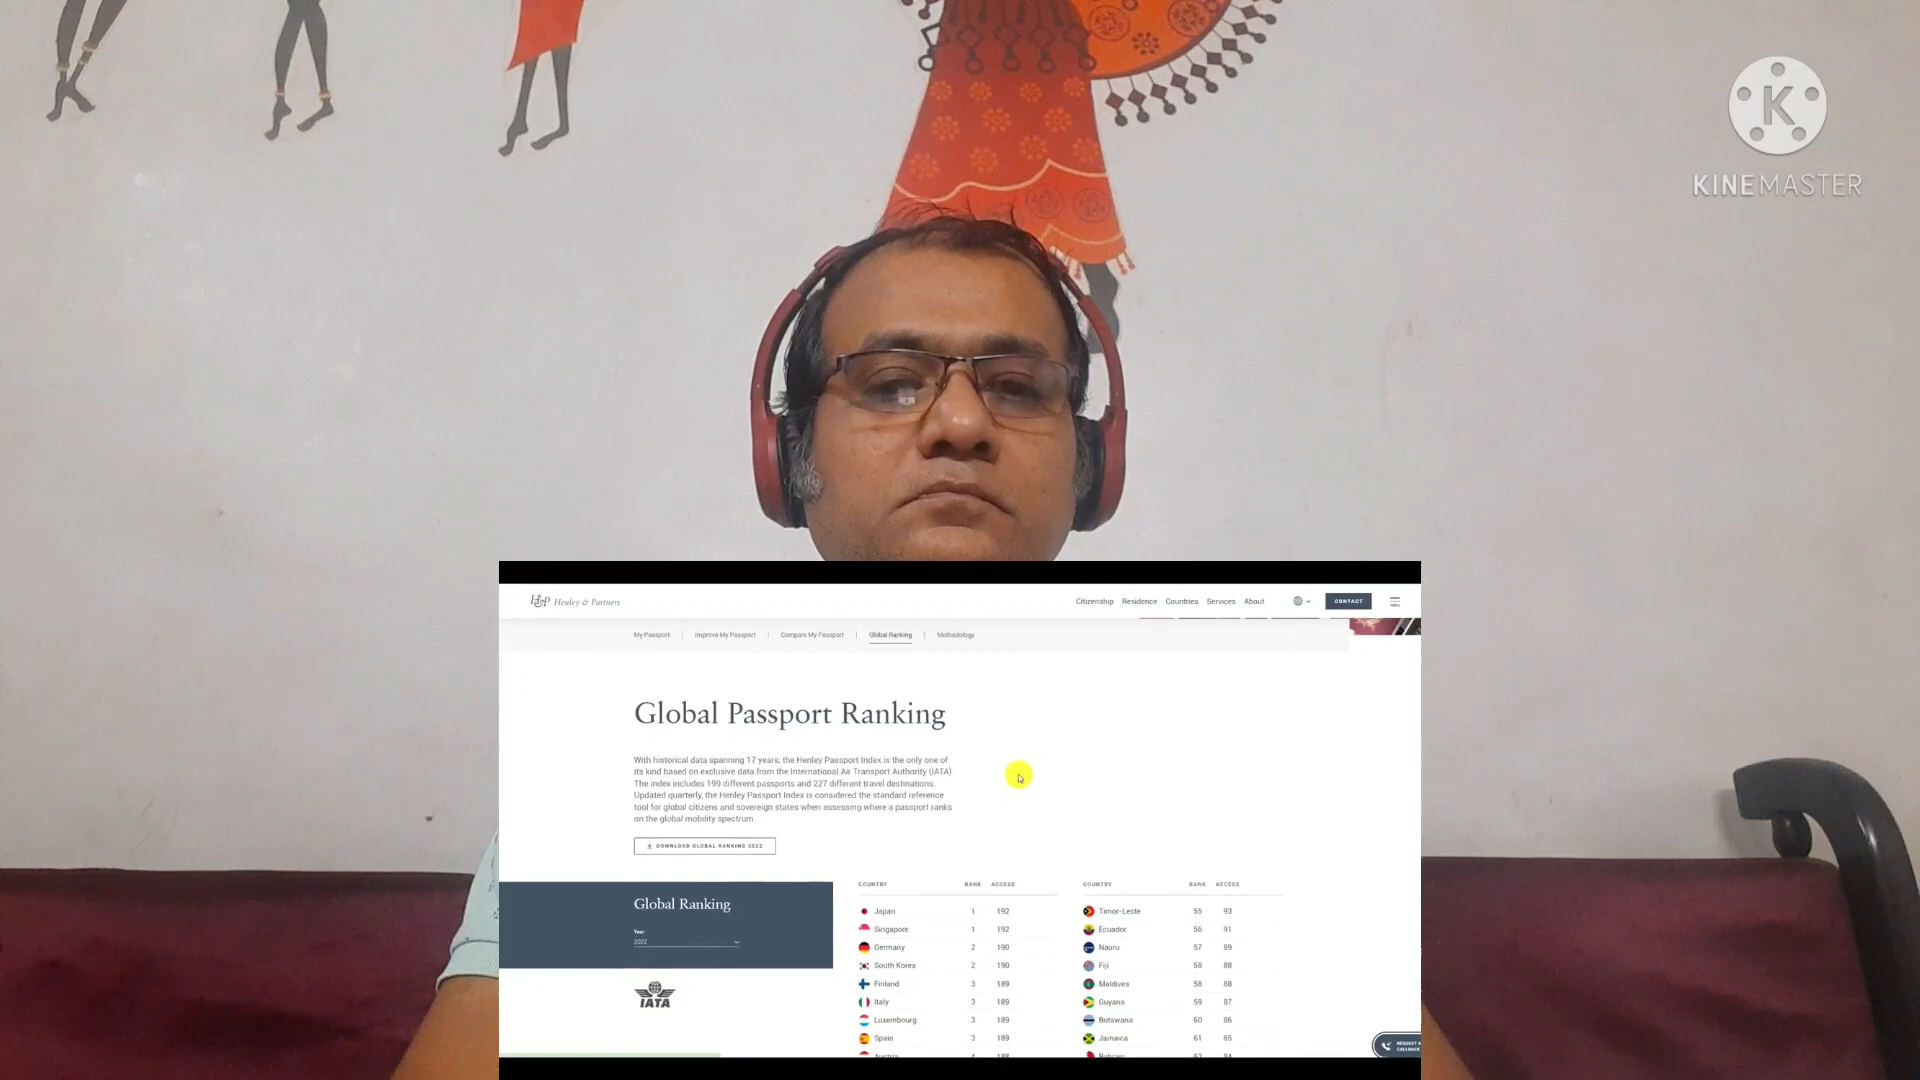 K
KINEMASTER
H&P Henley & Partners
Citizenship Residence Countries Services About
CONTACT
My Passport | Improve My Passport | Compare My Passport | Global Ranking | Methodology
Global Passport Ranking
With historical data spanning 17 years, the Henley Passport Index is the only one of
its kind based on exclusive data from the International Air Transport Authority (IATA).
The index includes 199 different passports and 227 different travel destinations.
Updated quarterly, the Henley Passport Index is considered the standard reference
tool for global citizens and sovereign states when assessing where a passport ranks
on the global mobility spectrum.
DOWNLOAD GLOBAL RANKING 2022
Global Ranking
Year
2022
IATA
COUNTRY RANK ACCESS
Japan 1 192
Singapore 1 192
Germany 2 190
South Korea 2 190
Finland 3 189
Italy 3 189
Luxembourg 3 189
Spain 3 189
Austria 4 188
COUNTRY RANK ACCESS
Timor-Leste 55 93
Ecuador 56 91
Nauru 57 89
Fiji 58 88
Maldives 58 88
Guyana 59 87
Botswana 60 86
Jamaica 61 85
Bahrain 62 84
REQUEST A
CALLBACK